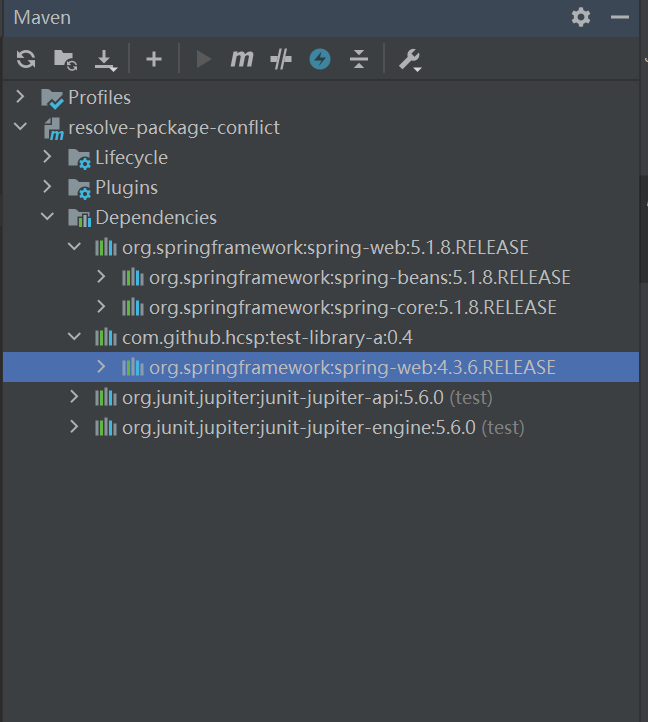 Maven
m
Profiles
m resolve-package-conflict
Lifecycle
Plugins
Dependencies
org.springframework:spring-web:5.1.8.RELEASE
org.springframework:spring-beans:5.1.8.RELEASE
org.springframework:spring-core:5.1.8.RELEASE
com.github.hcsp:test-library-a:0.4
org.springframework:spring-web:4.3.6.RELEASE
org.junit.jupiter:junit-jupiter-api:5.6.0 (test)
org.junit.jupiter:junit-jupiter-engine:5.6.0 (test)